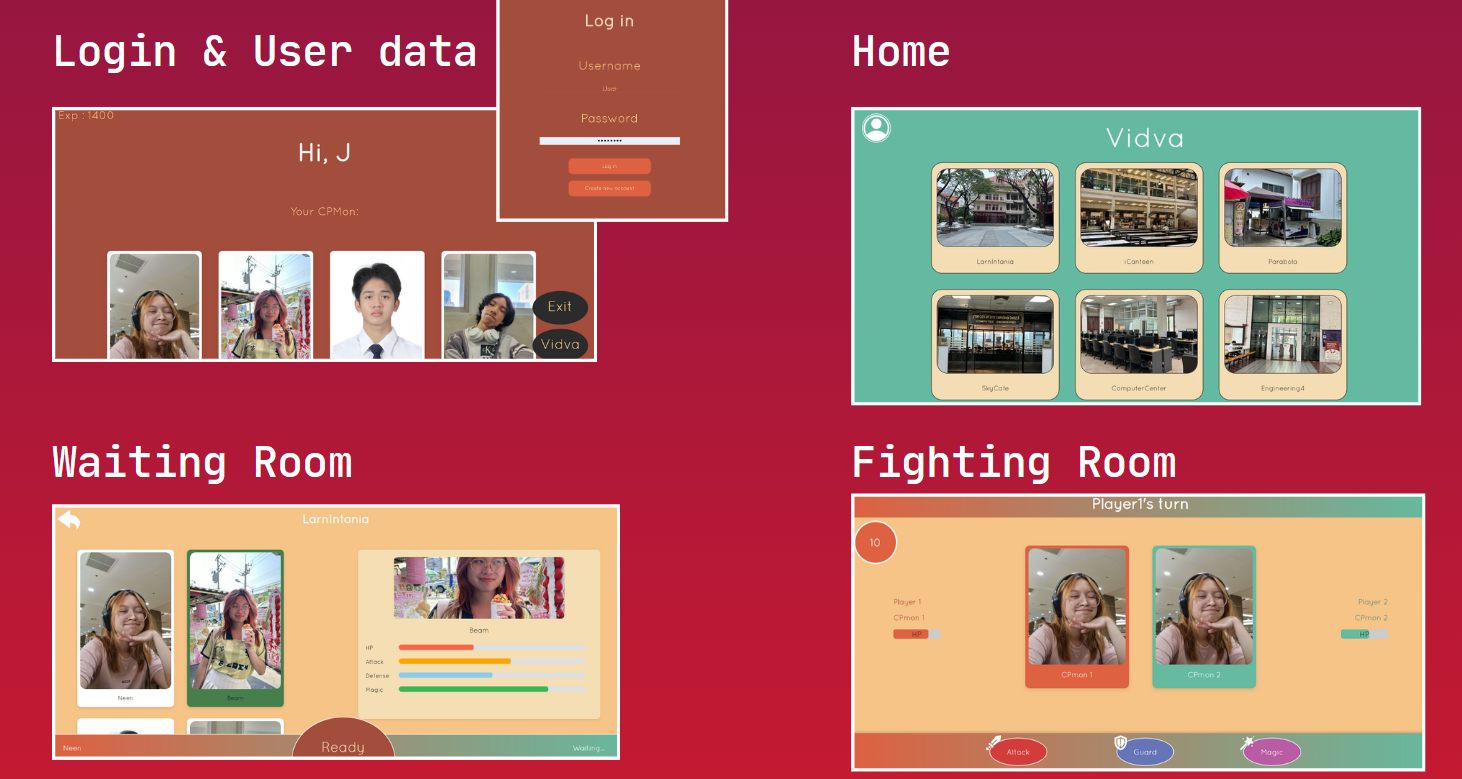 Login & User data
Log in
Username
User
Password
••••••••
Log in
Create new account
Exp : 1400
Hi, J
Your CPMon:
Exit
Vidva
Home
Vidva
LarnIntania
iCanteen
Parabola
SkyCafe
ComputerCenter
Engineering4
Waiting Room
LarnIntania
Neen
Beam
Beam
HP
Attack
Defense
Magic
Neen
Ready
Waiting...
Fighting Room
Player1's turn
10
Player 1
CPmon 1
HP
CPmon 1
CPmon 2
Player 2
CPmon 2
HP
Attack
Guard
Magic